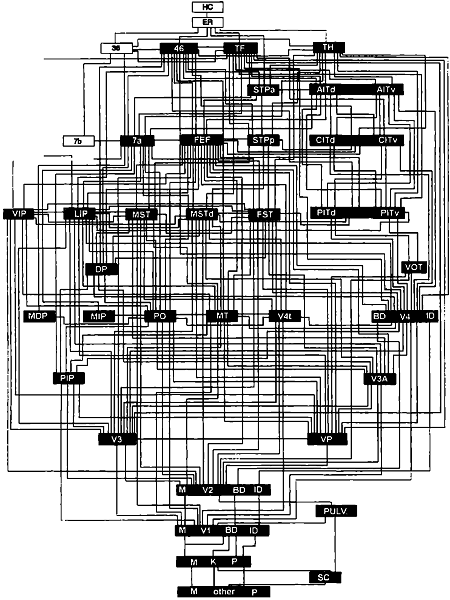 HC
ER
36 46 TF TH
STPa AITd AITv
7b 7a FEF STPp CITd CITv
VIP LIP MST MSTd FST PITd PITv
DP VOT
MDP MIP PO MT V4t BD V4 ID
PIP V3A
V3 VP
M V2 BD ID
PULV
M V1 BD ID
M K P
SC
M other P